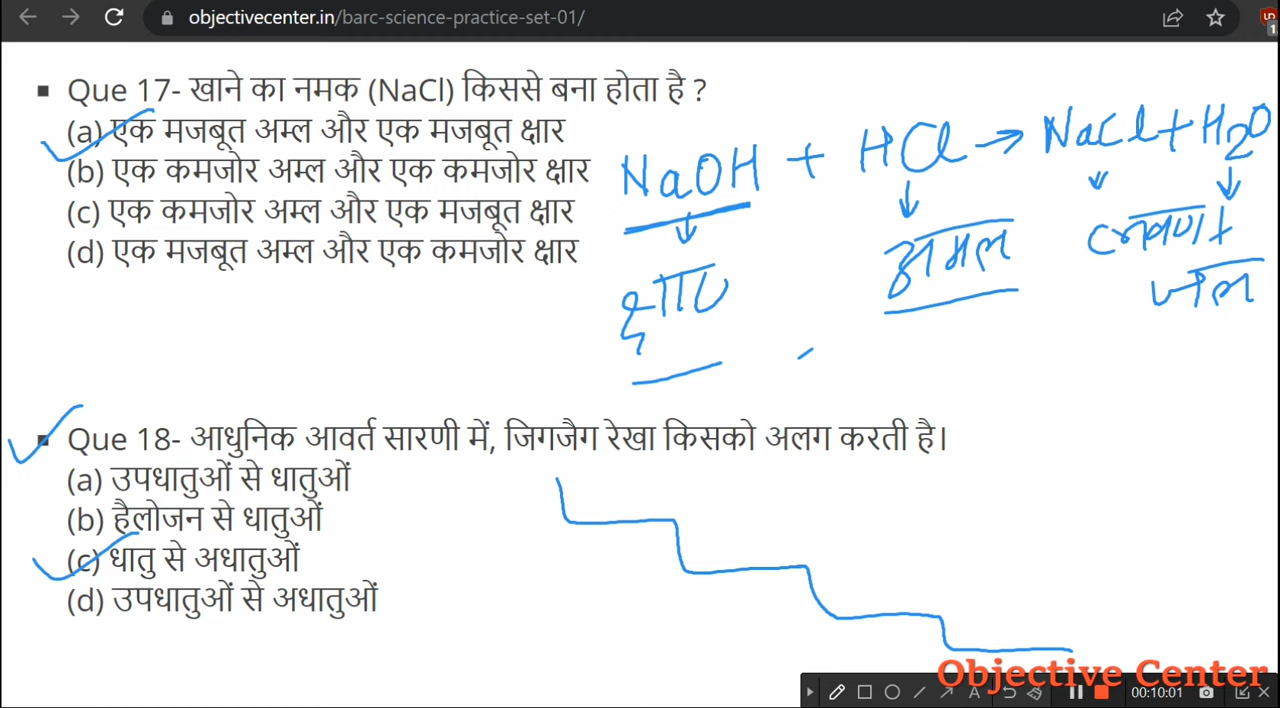 objectivecenter.in/barc-science-practice-set-01/
Que 17- खाने का नमक (NaCl) किससे बना होता है ?
(a) एक मजबूत अम्ल और एक मजबूत क्षार
(b) एक कमजोर अम्ल और एक कमजोर क्षार
(c) एक कमजोर अम्ल और एक मजबूत क्षार
(d) एक मजबूत अम्ल और एक कमजोर क्षार
NaOH + HCl → NaCl + H2O
लवण +
जल
Que 18- आधुनिक आवर्त सारणी में, जिगजैग रेखा किसको अलग करती है।
(a) उपधातुओं से धातुओं
(b) हैलोजन से धातुओं
(c) धातु से अधातुओं
(d) उपधातुओं से अधातुओं
Objective Center
00:10:01